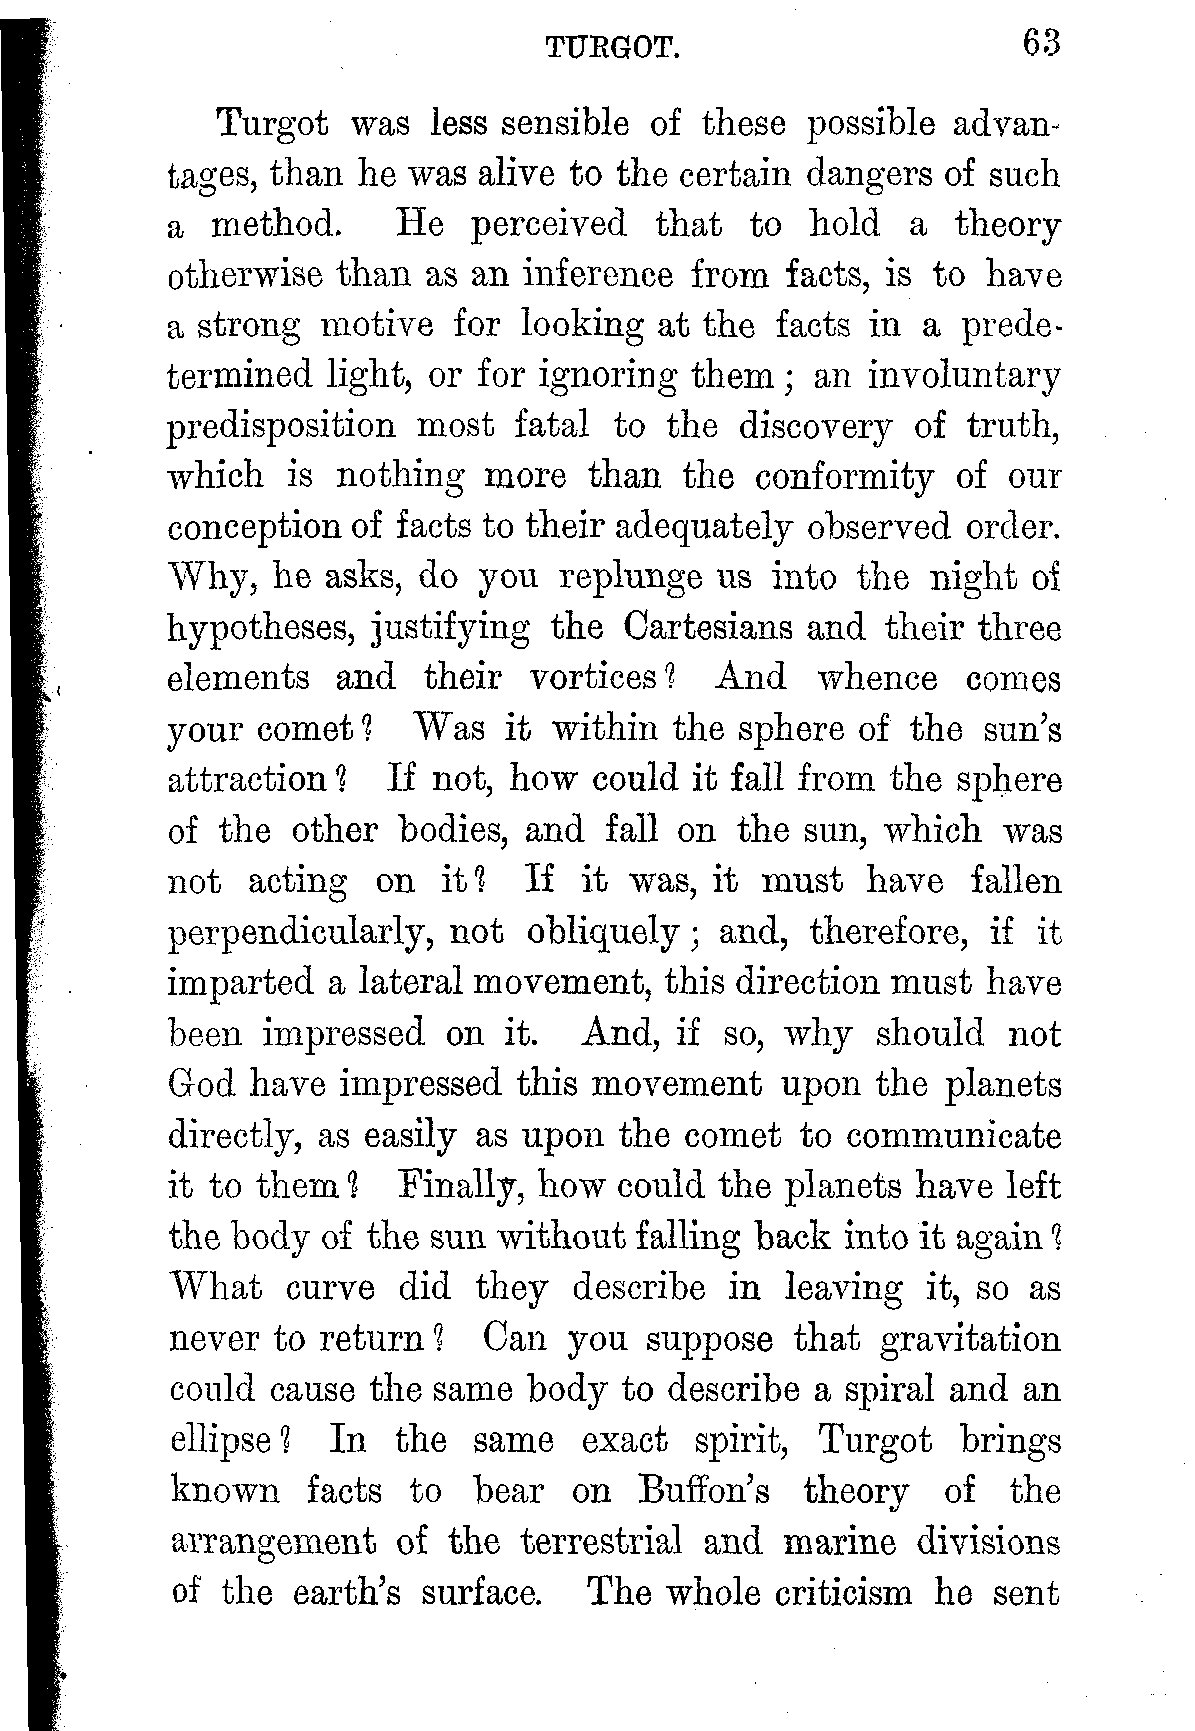 TURGOT. 63
Turgot was less sensible of these possible advan-
tages, than he was alive to the certain dangers of such
a method. He perceived that to hold a theory
otherwise than as an inference from facts, is to have
a strong motive for looking at the facts in a prede-
termined light, or for ignoring them; an involuntary
predisposition most fatal to the discovery of truth,
which is nothing more than the conformity of our
conception of facts to their adequately observed order.
Why, he asks, do you replunge us into the night of
hypotheses, justifying the Cartesians and their three
elements and their vortices? And whence comes
your comet? Was it within the sphere of the sun's
attraction? If not, how could it fall from the sphere
of the other bodies, and fall on the sun, which was
not acting on it? If it was, it must have fallen
perpendicularly, not obliquely; and, therefore, if it
imparted a lateral movement, this direction must have
been impressed on it. And, if so, why should not
God have impressed this movement upon the planets
directly, as easily as upon the comet to communicate
it to them? Finally, how could the planets have left
the body of the sun without falling back into it again?
What curve did they describe in leaving it, so as
never to return? Can you suppose that gravitation
could cause the same body to describe a spiral and an
ellipse? In the same exact spirit, Turgot brings
known facts to bear on Buffon's theory of the
arrangement of the terrestrial and marine divisions
of the earth's surface. The whole criticism he sent